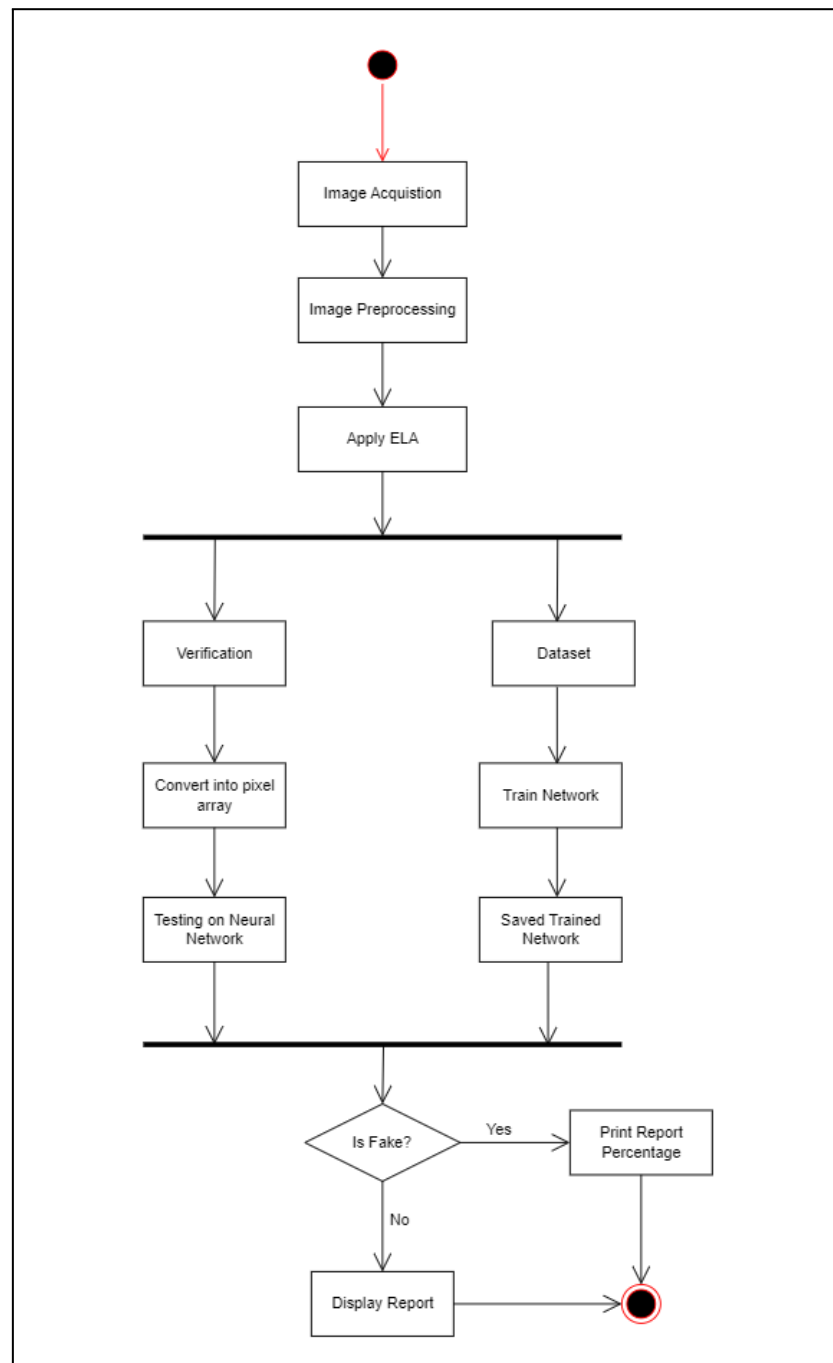 Image Acquistion
Image Preprocessing
Apply ELA
Verification
Dataset
Convert into pixel
array
Train Network
Testing on Neural
Network
Saved Trained
Network
Is Fake?
Yes
Print Report
Percentage
No
Display Report